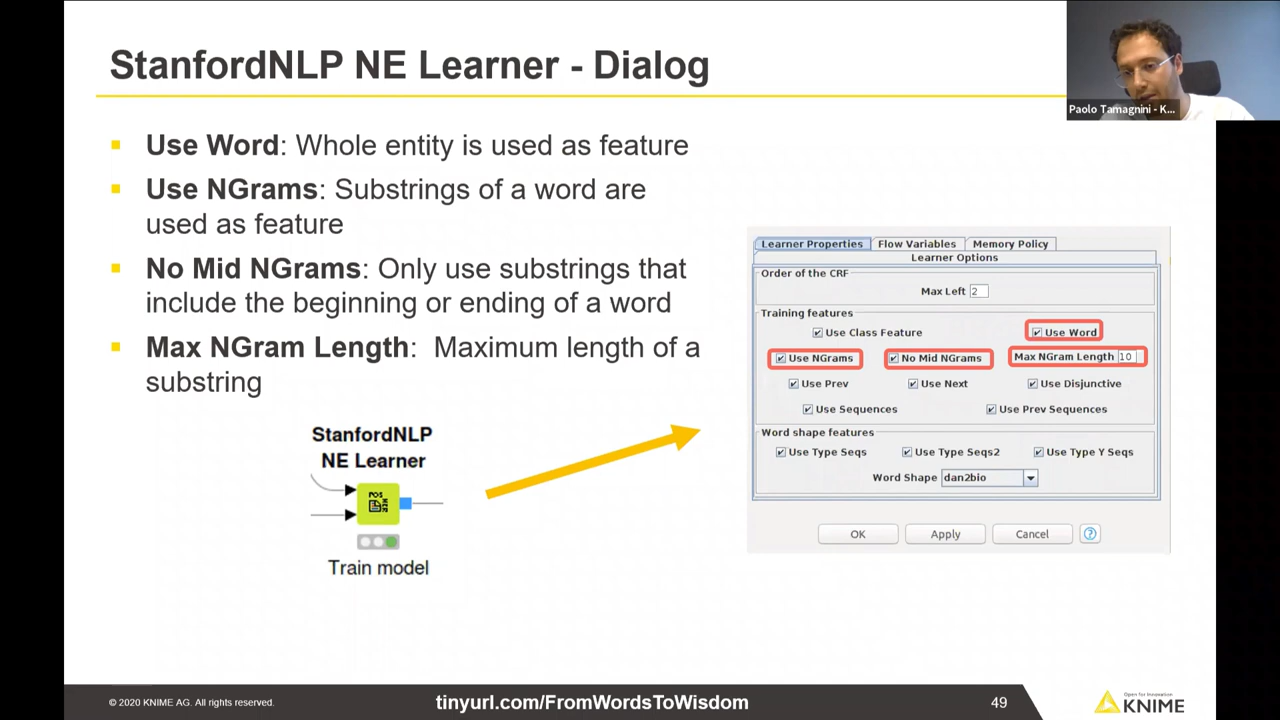 StanfordNLP NE Learner - Dialog
Paolo Tamagnini - K...
Use Word: Whole entity is used as feature
Use NGrams: Substrings of a word are
used as feature
No Mid NGrams: Only use substrings that
include the beginning or ending of a word
Max NGram Length: Maximum length of a
substring
StanfordNLP
NE Learner
POS
NER
Train model
Learner Properties Flow Variables Memory Policy
Learner Options
Order of the CRF
Max Left 2
Training features
Use Class Feature Use Word
Use NGrams No Mid NGrams Max NGram Length 10
Use Prev Use Next Use Disjunctive
Use Sequences Use Prev Sequences
Word shape features
Use Type Seqs Use Type Seqs2 Use Type Y Seqs
Word Shape dan2bio
OK Apply Cancel ?
© 2020 KNIME AG. All rights reserved.
tinyurl.com/FromWordsToWisdom
49
Open for Innovation
KNIME